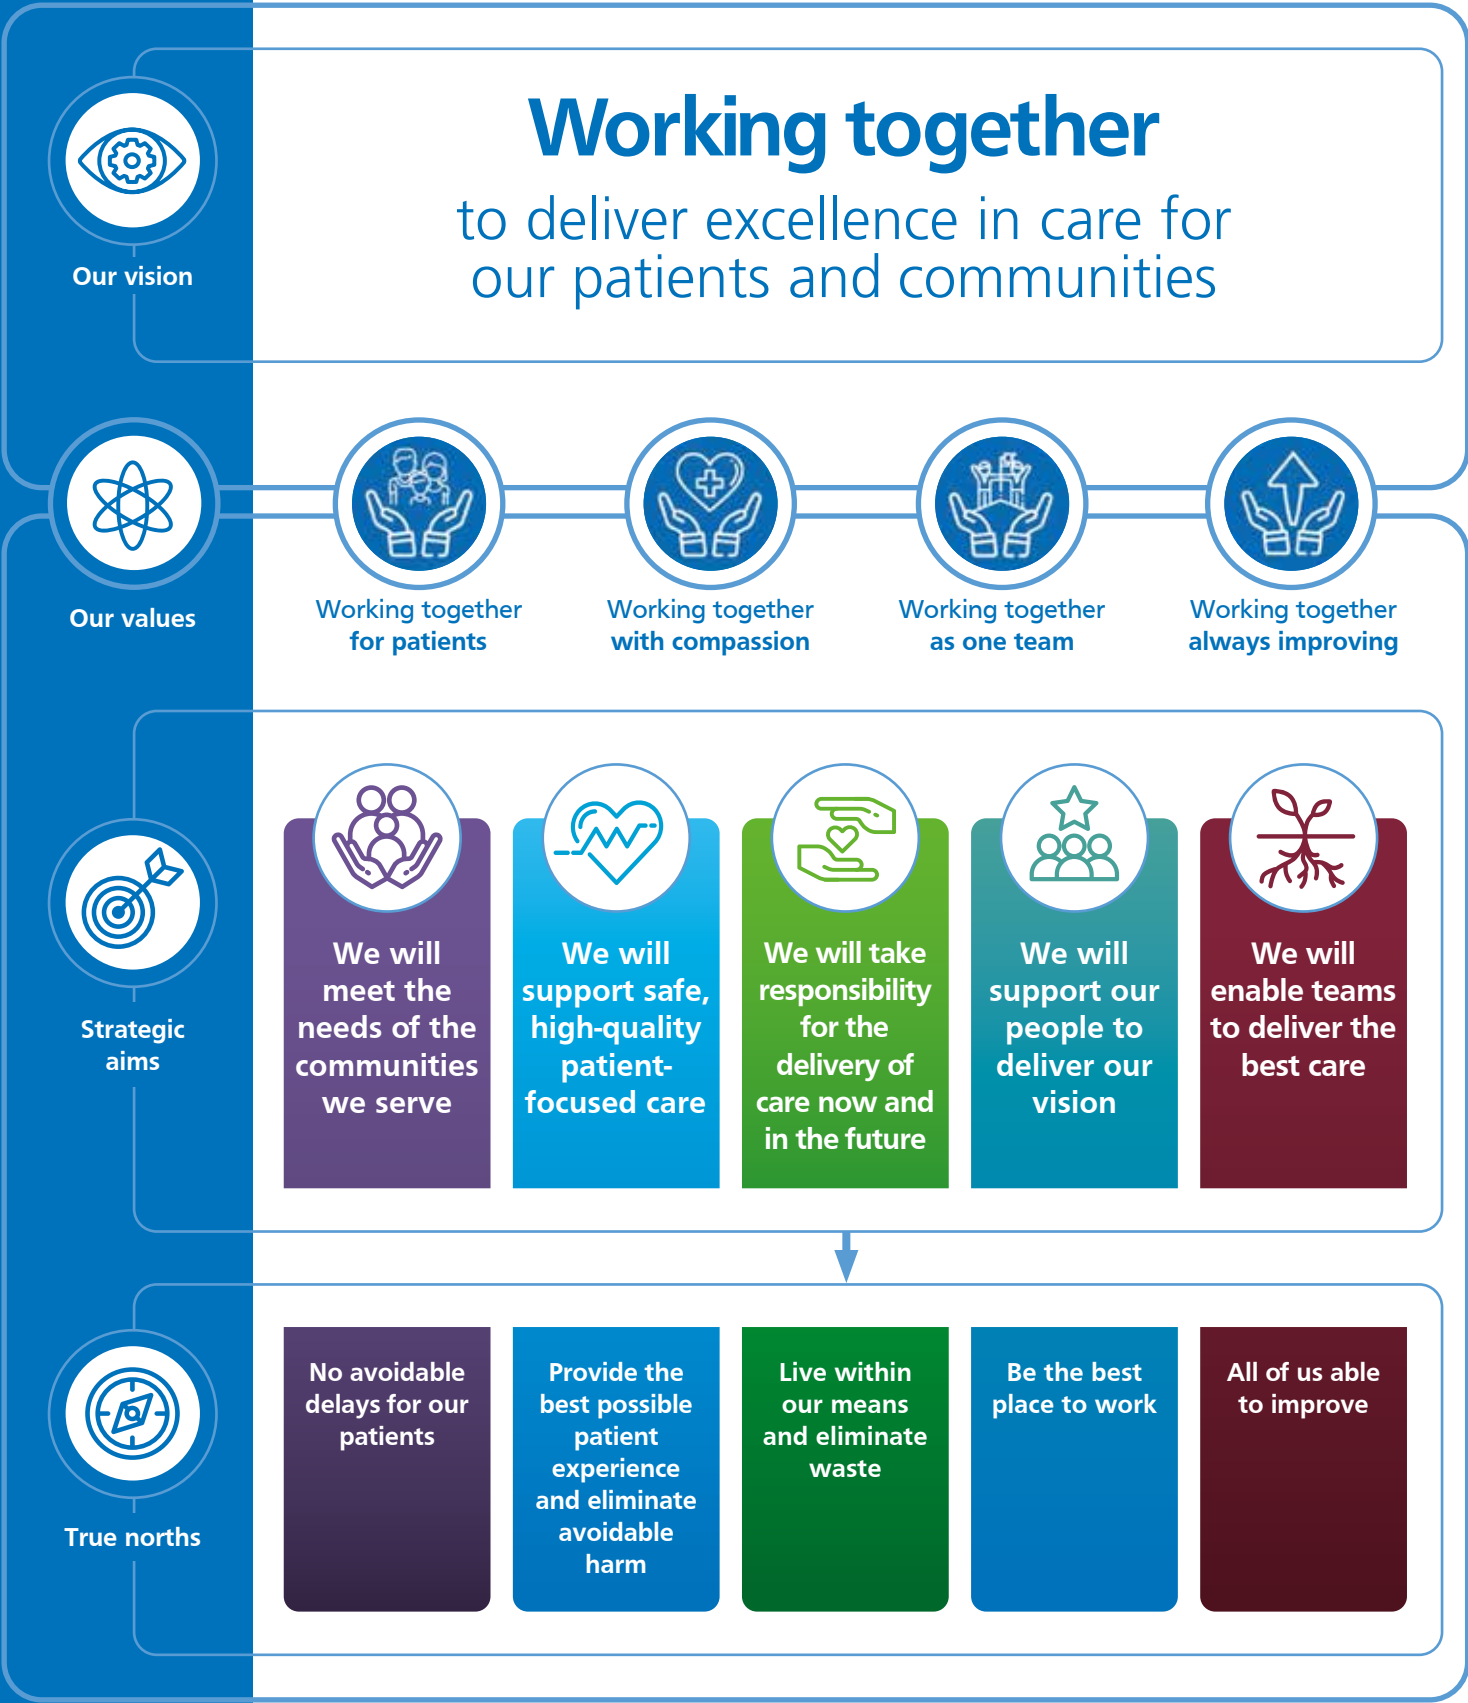 Our vision
Working together
to deliver excellence in care for
our patients and communities
Our values
Working together
for patients
Working together
with compassion
Working together
as one team
Working together
always improving
Strategic
aims
We will
meet the
needs of the
communities
we serve
We will
support safe,
high-quality
patient-
focused care
We will take
responsibility
for the
delivery of
care now and
in the future
We will
support our
people to
deliver our
vision
We will
enable teams
to deliver the
best care
True norths
No avoidable
delays for our
patients
Provide the
best possible
patient
experience
and eliminate
avoidable
harm
Live within
our means
and eliminate
waste
Be the best
place to work
All of us able
to improve